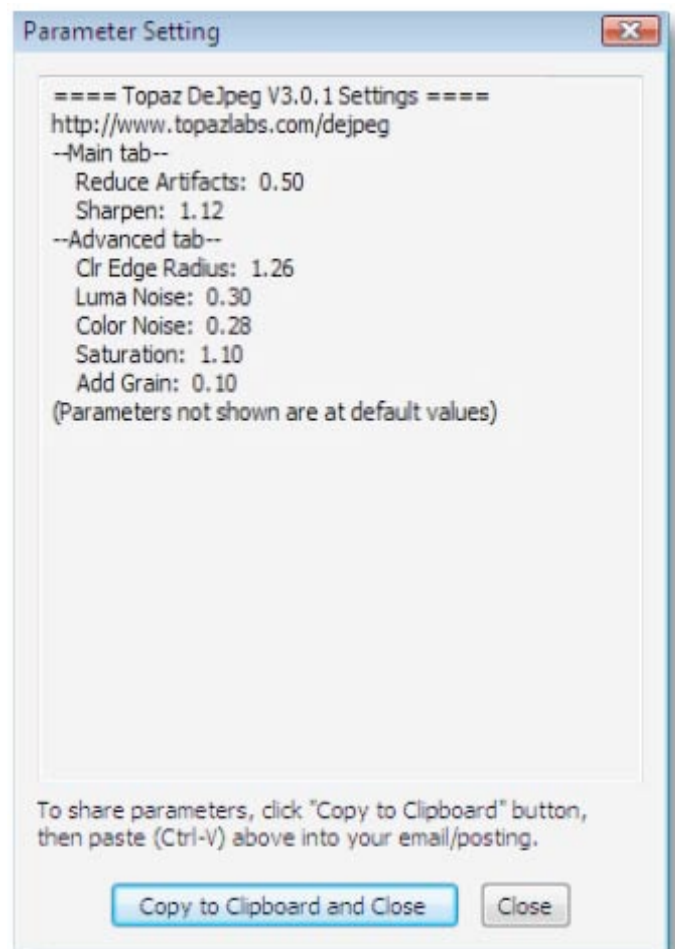 Parameter Setting
==== Topaz DeJpeg V3.0.1 Settings ====
http://www.topazlabs.com/dejpeg
--Main tab--
Reduce Artifacts: 0.50
Sharpen: 1.12
--Advanced tab--
Clr Edge Radius: 1.26
Luma Noise: 0.30
Color Noise: 0.28
Saturation: 1.10
Add Grain: 0.10
(Parameters not shown are at default values)
To share parameters, click "Copy to Clipboard" button,
then paste (Ctrl-V) above into your email/posting.
Copy to Clipboard and Close
Close